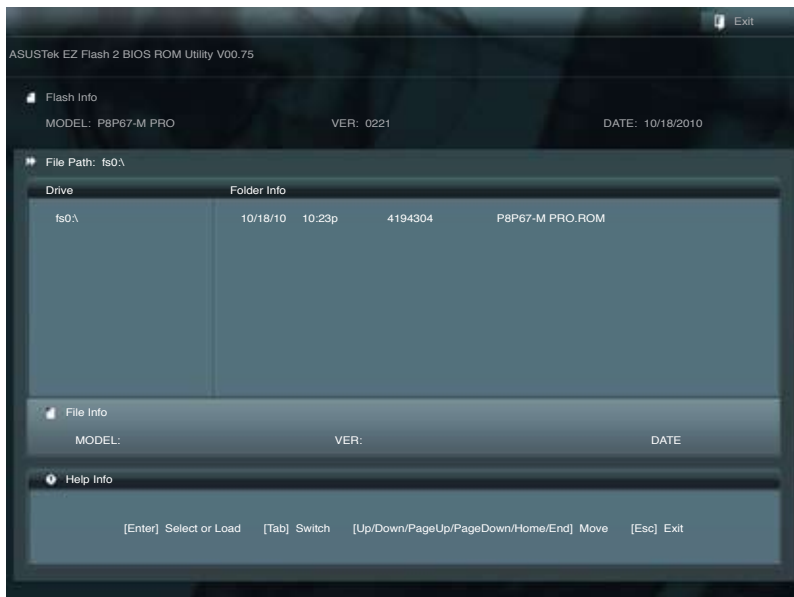 Exit
ASUSTek EZ Flash 2 BIOS ROM Utility V00.75
Flash Info
MODEL: P8P67-M PRO VER: 0221 DATE: 10/18/2010
File Path: fs0:\
Drive Folder Info
fs0:\ 10/18/10 10:23p 4194304 P8P67-M PRO.ROM
File Info
MODEL: VER: DATE
Help Info
[Enter] Select or Load [Tab] Switch [Up/Down/PageUp/PageDown/Home/End] Move [Esc] Exit